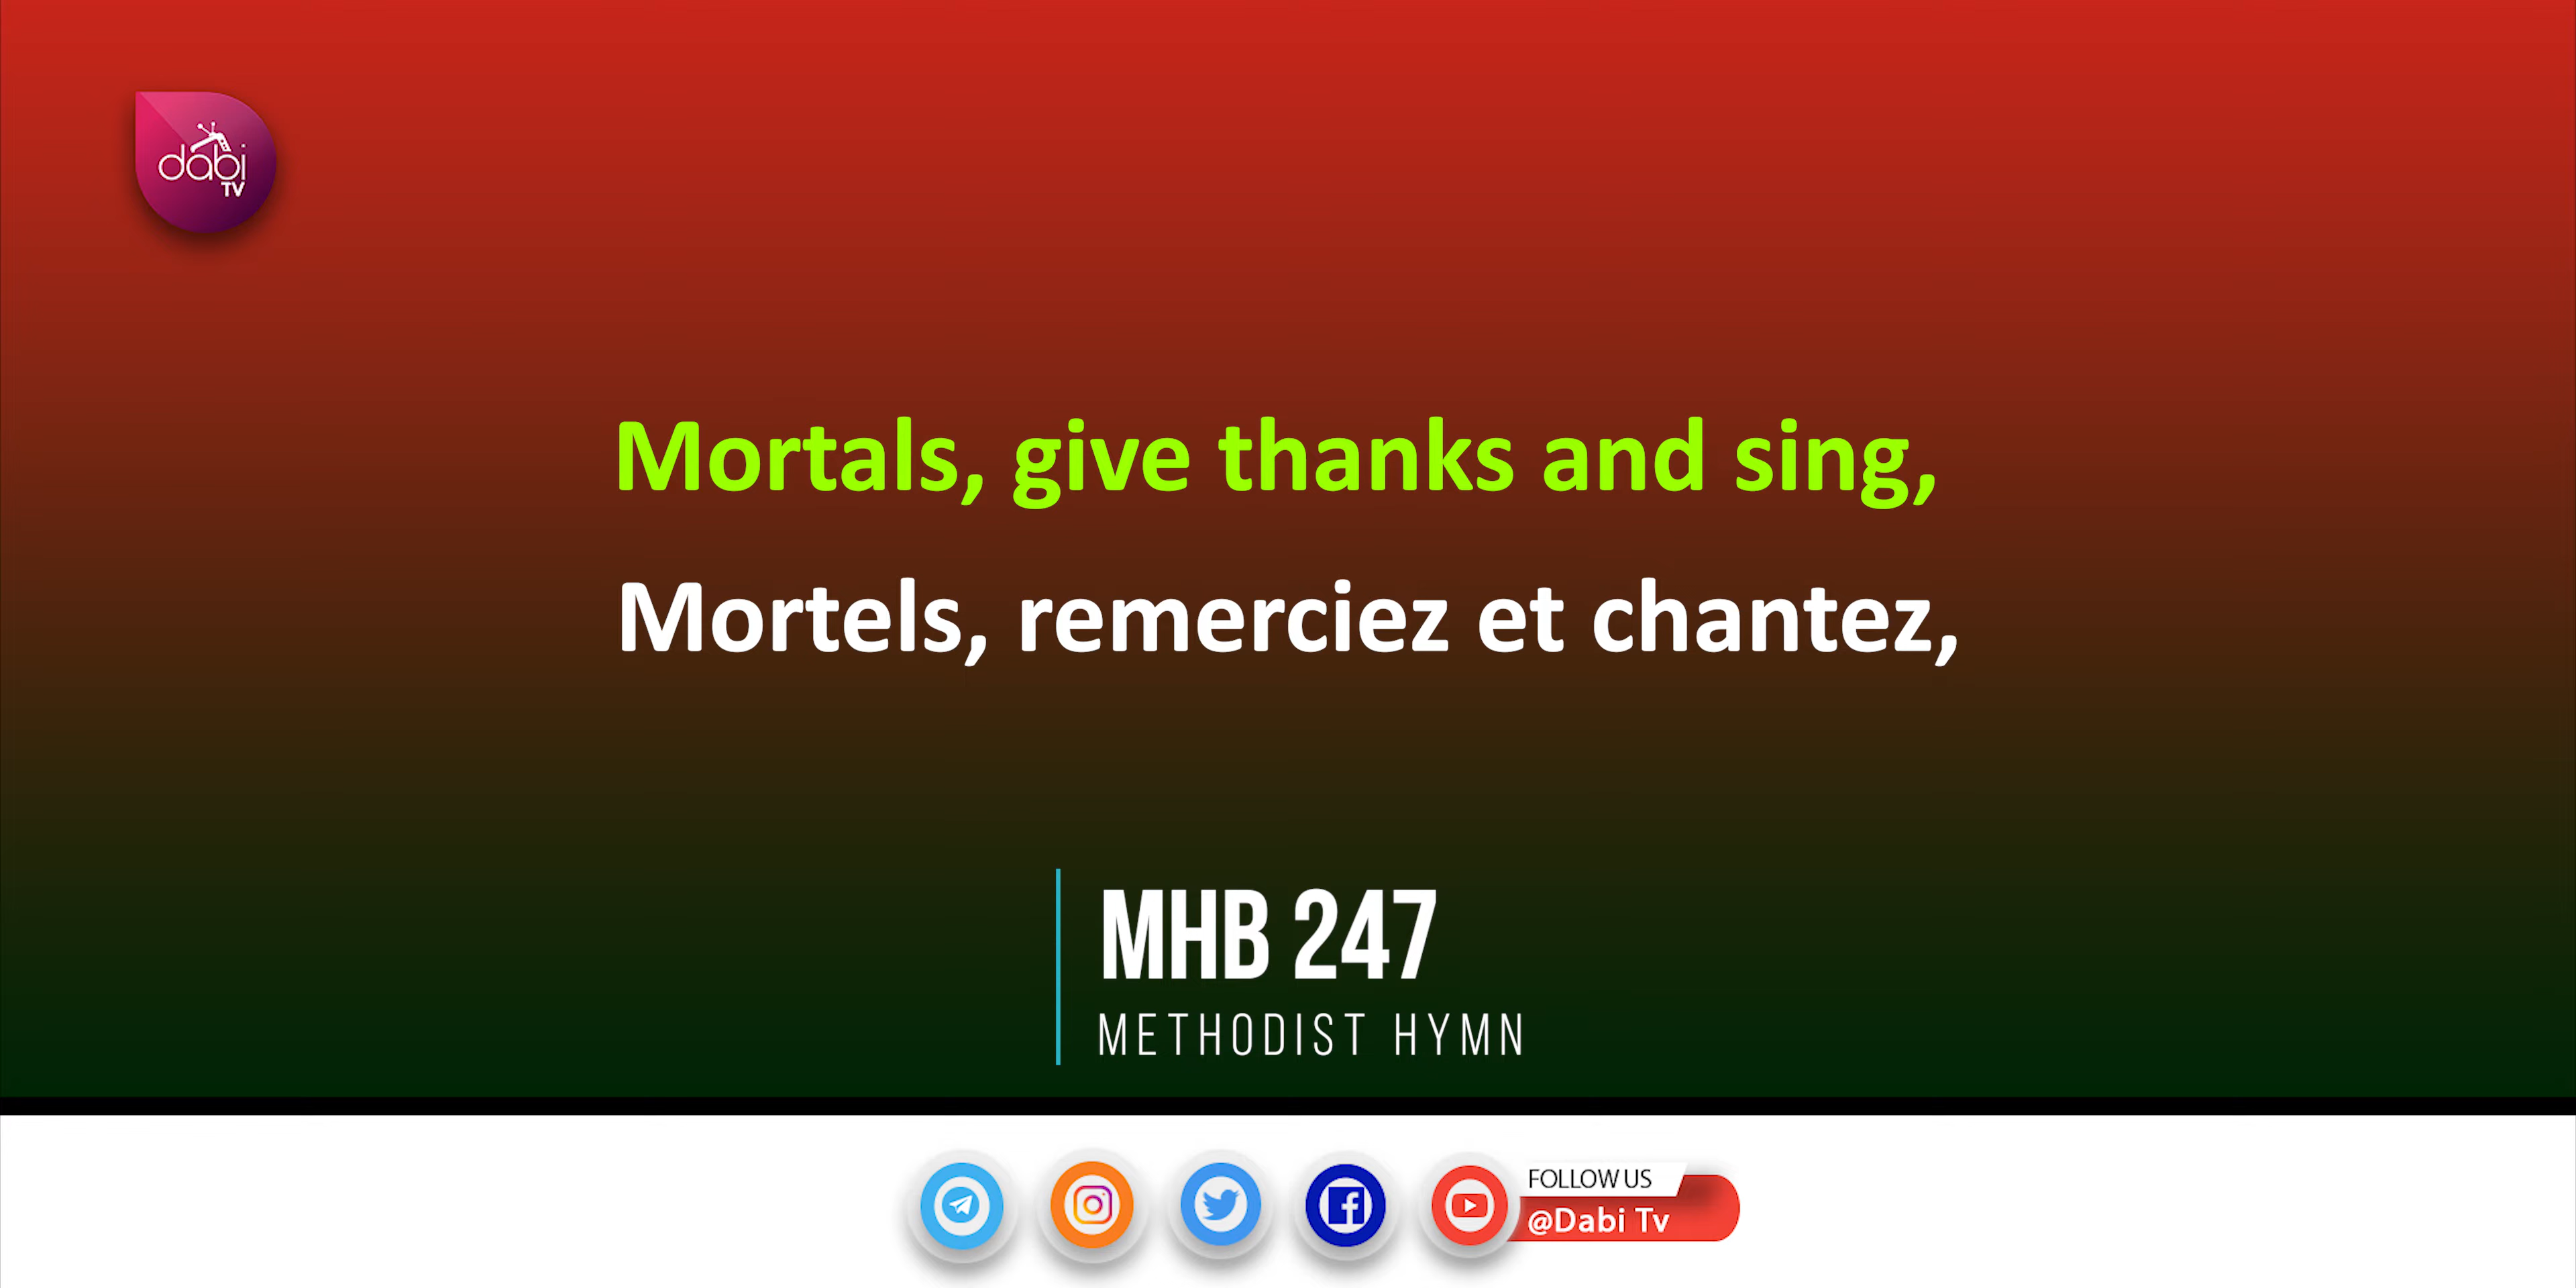 dabi
TV
Mortals, give thanks and sing,
Mortels, remerciez et chantez,
MHB 247
METHODIST HYMN
FOLLOW US
@Dabi Tv